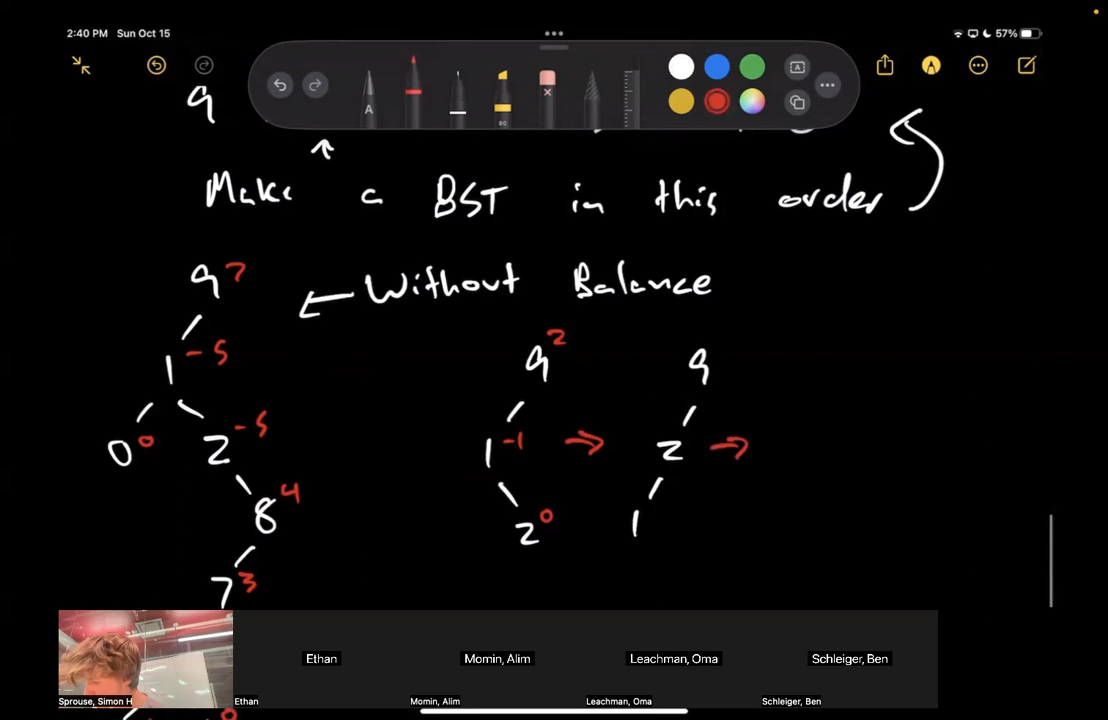 2:40 PM Sun Oct 15
57%
A
80
9
Make a BST in this order
9 7
Without Balance
1 -5
9 2
9
0 0
2 -5
1 -1
2
8 4
2 0
1
7 3
Ethan
Momin, Alim
Leachman, Oma
Schleiger, Ben
Sprouse, Simon H
Ethan
Momin, Alim
Leachman, Oma
Schleiger, Ben